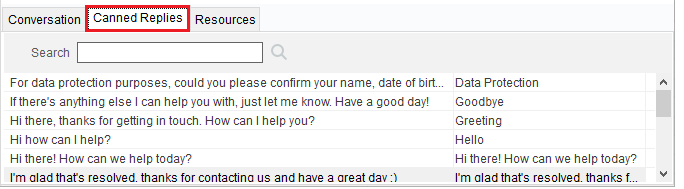 Conversation Canned Replies Resources
Search
For data protection purposes, could you please confirm your name, date of birt... Data Protection
If there's anything else I can help you with, just let me know. Have a good day! Goodbye
Hi there, thanks for getting in touch. How can I help you? Greeting
Hi how can I help? Hello
Hi there! How can we help today? Hi there! How can we help today?
I'm glad that's resolved, thanks for contacting us and have a great day :) I'm glad that's resolved, thanks f...